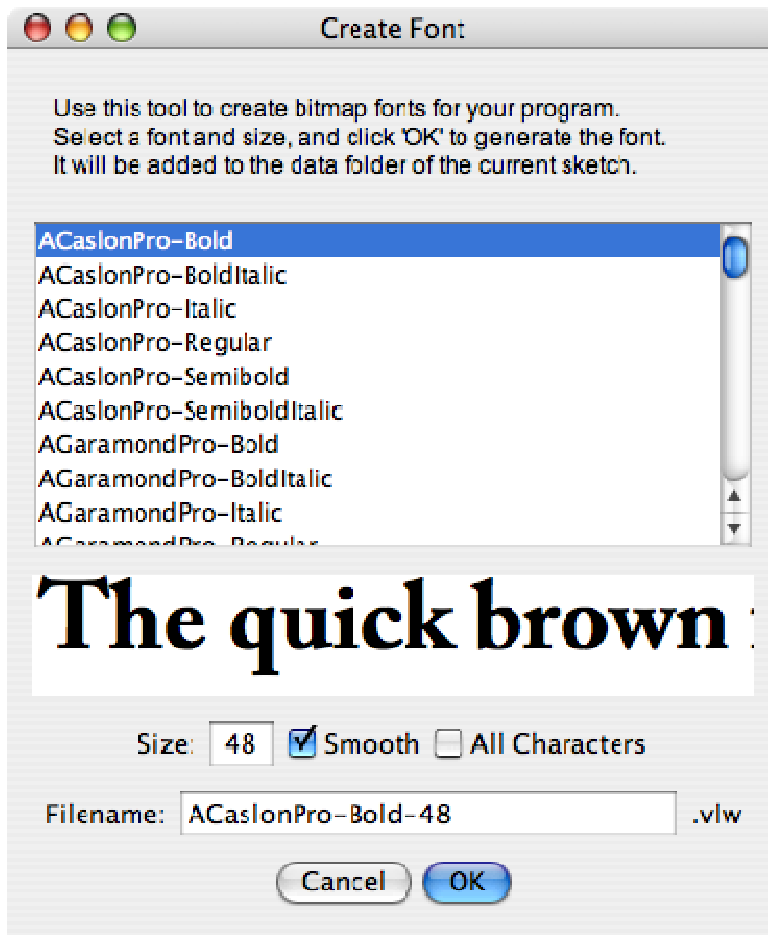 Create Font
Use this tool to create bitmap fonts for your program.
Select a font and size, and click 'OK' to generate the font.
It will be added to the data folder of the current sketch.
ACaslonPro-Bold
ACaslonPro-BoldItalic
ACaslonPro-Italic
ACaslonPro-Regular
ACaslonPro-Semibold
ACaslonPro-SemiboldItalic
AGaramondPro-Bold
AGaramondPro-BoldItalic
AGaramondPro-Italic
AGaramondPro-Regular
The quick brown
Size: 48 Smooth All Characters
Filename: ACaslonPro-Bold-48 .vlw
Cancel OK